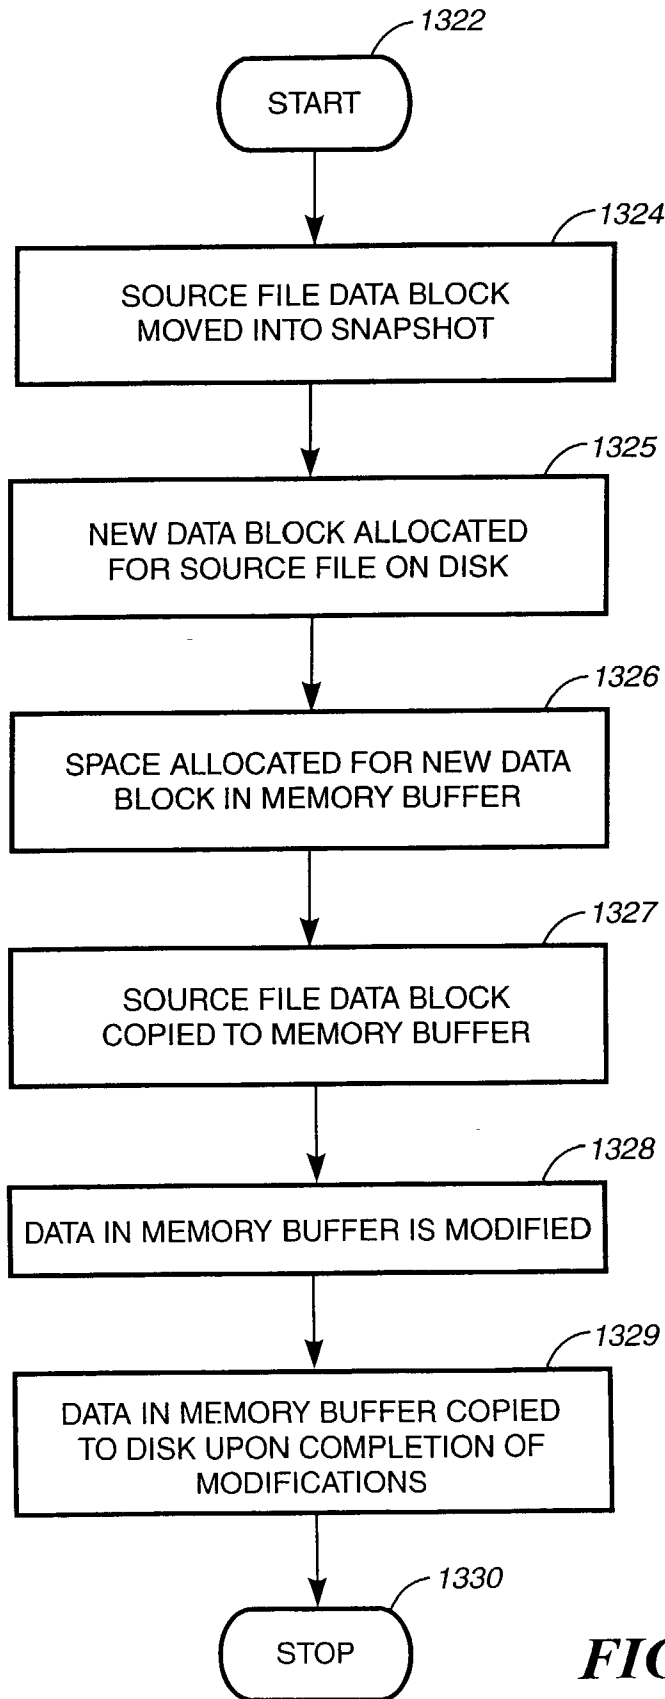 1322
START
1324
SOURCE FILE DATA BLOCK
MOVED INTO SNAPSHOT
1325
NEW DATA BLOCK ALLOCATED
FOR SOURCE FILE ON DISK
1326
SPACE ALLOCATED FOR NEW DATA
BLOCK IN MEMORY BUFFER
1327
SOURCE FILE DATA BLOCK
COPIED TO MEMORY BUFFER
1328
DATA IN MEMORY BUFFER IS MODIFIED
1329
DATA IN MEMORY BUFFER COPIED
TO DISK UPON COMPLETION OF
MODIFICATIONS
1330
STOP